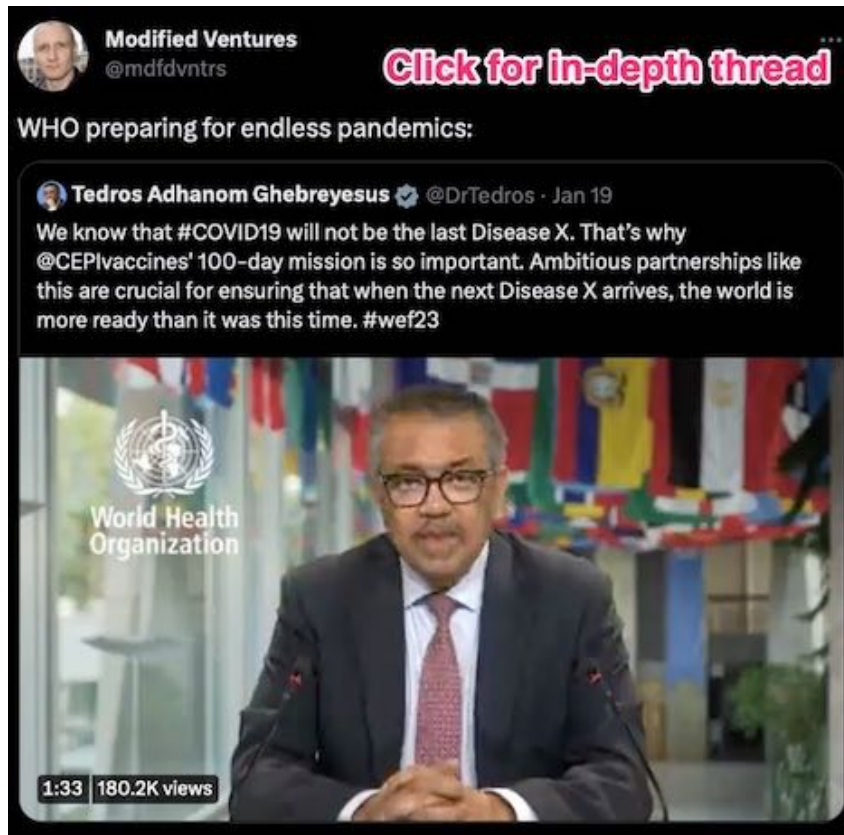 Modified Ventures
@mdfdvntrs
Click for in-depth thread
WHO preparing for endless pandemics:
Tedros Adhanom Ghebreyesus @DrTedros · Jan 19
We know that #COVID19 will not be the last Disease X. That's why
@CEPIvaccines' 100-day mission is so important. Ambitious partnerships like
this are crucial for ensuring that when the next Disease X arrives, the world is
more ready than it was this time. #wef23
World Health
Organization
1:33 180.2K views